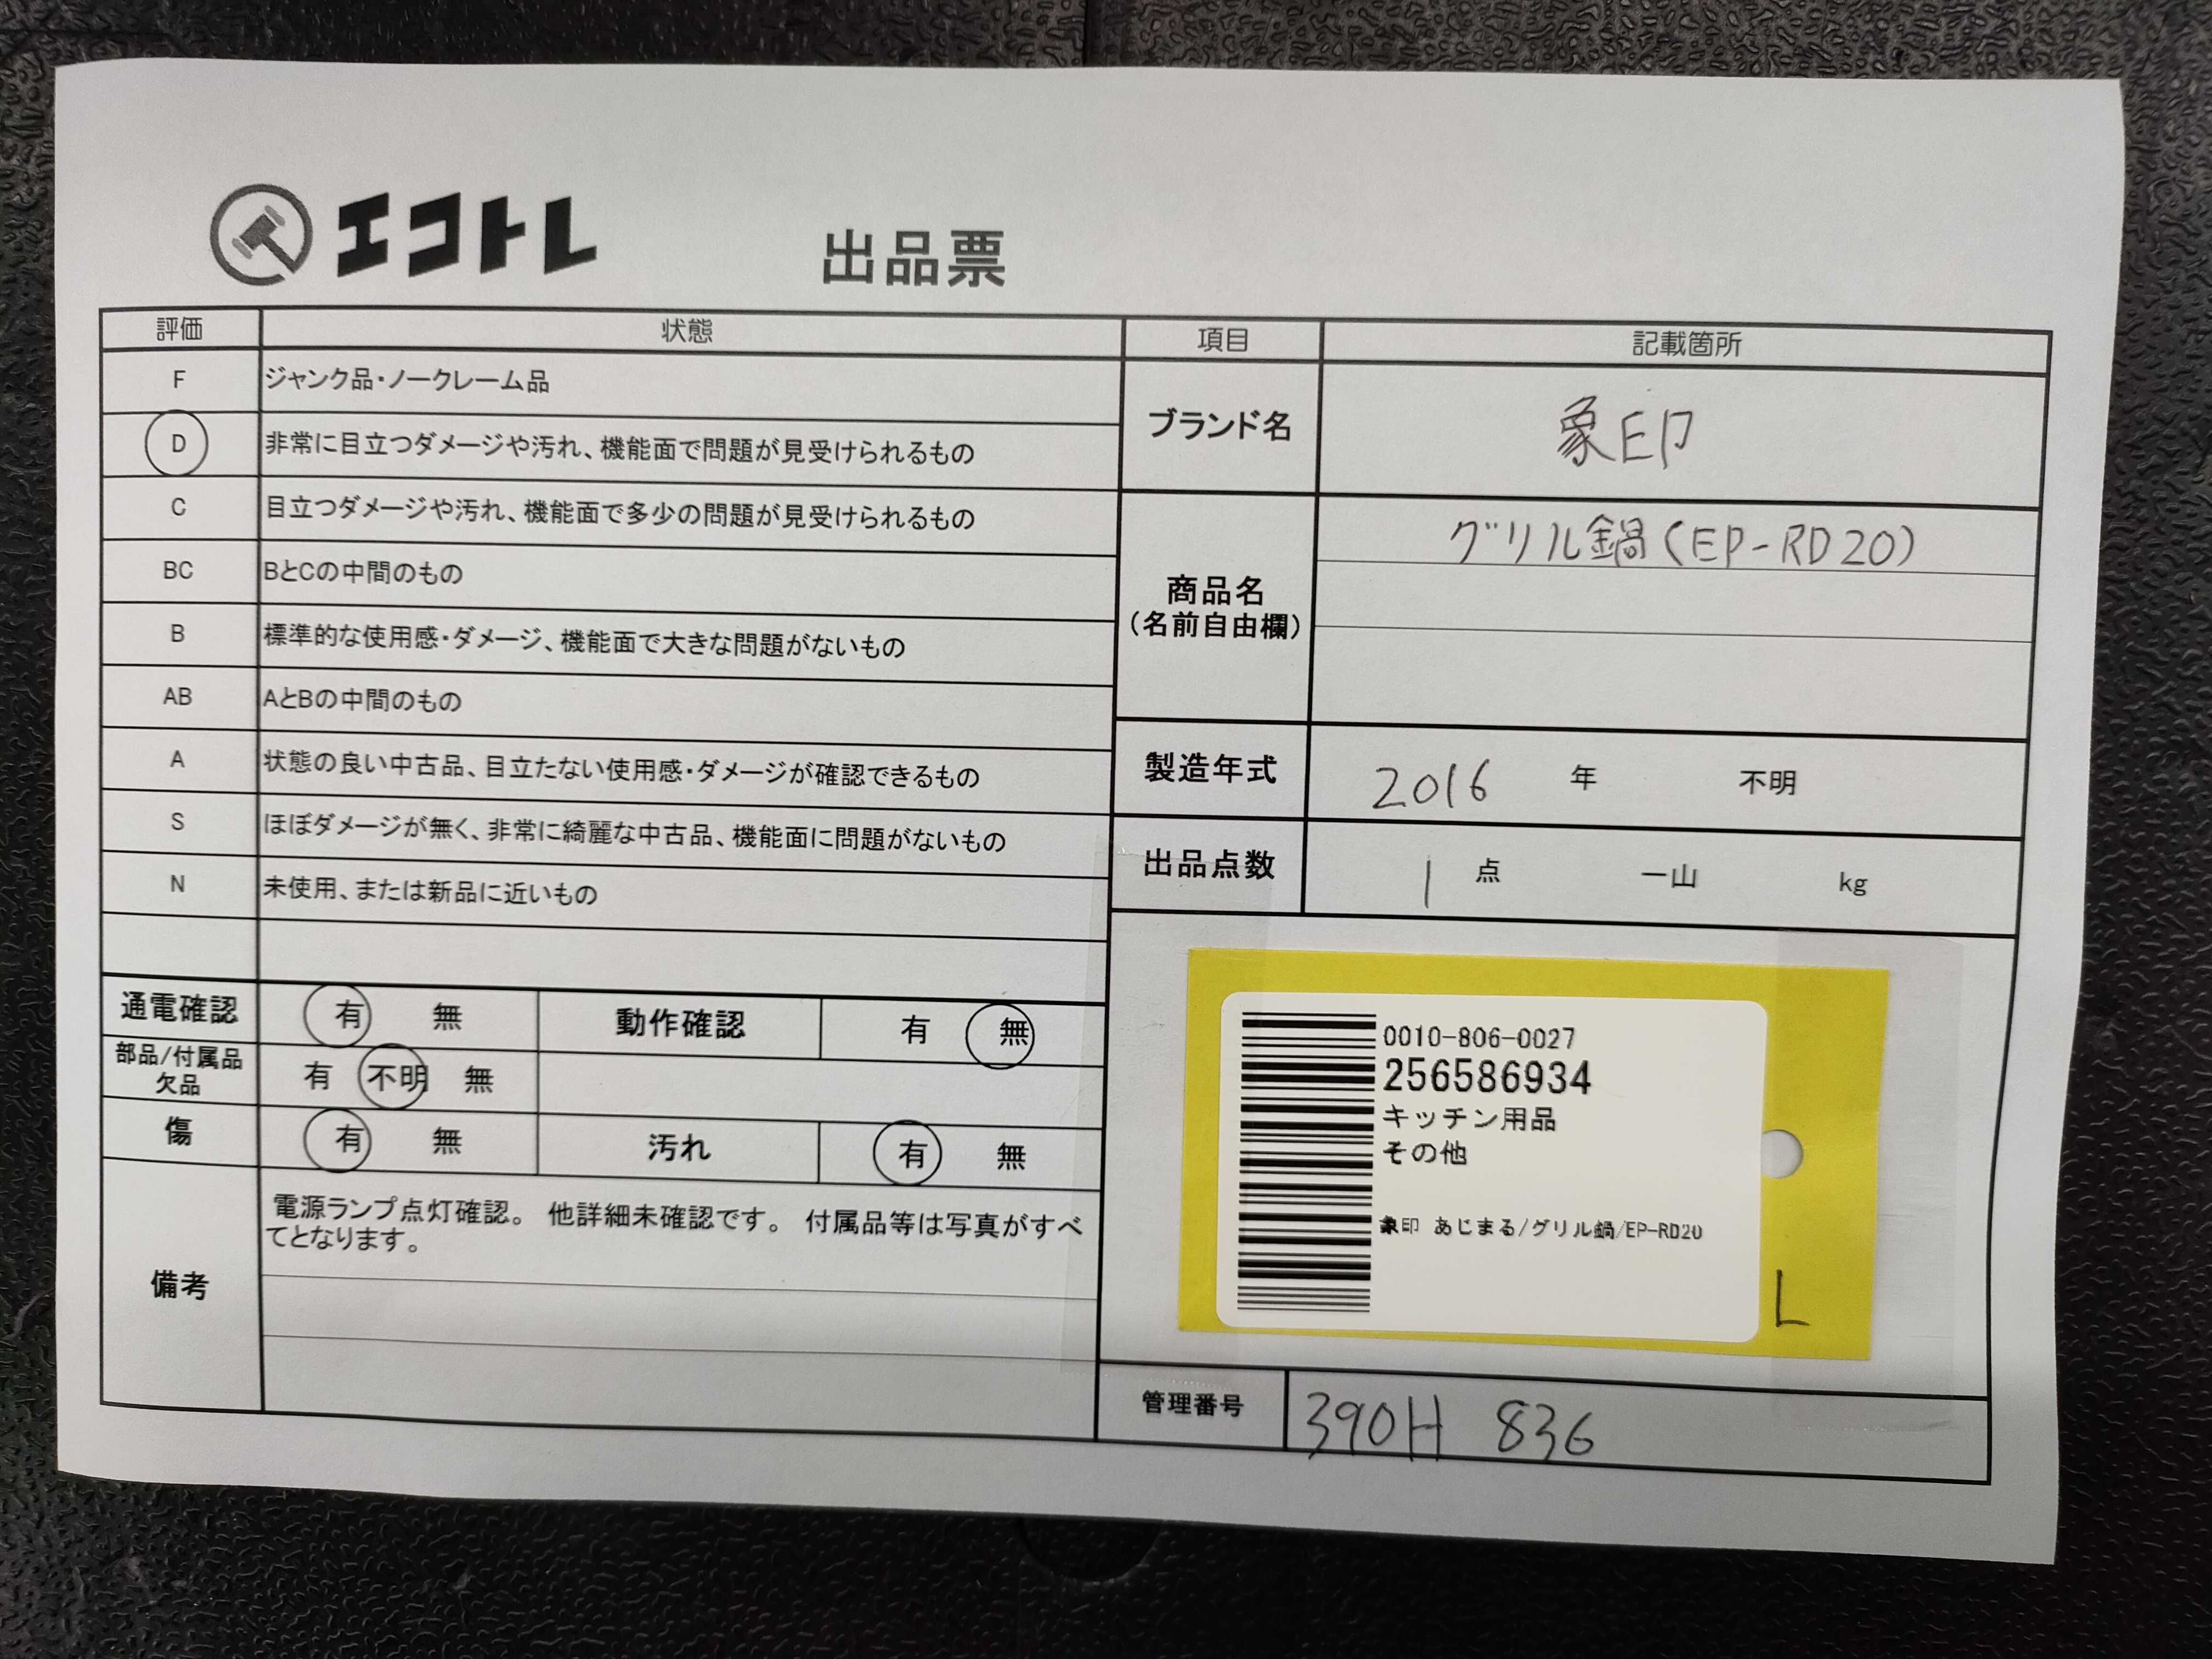 エコトレ
出品票
評価 状態
F ジャンク品・ノークレーム品
D 非常に目立つダメージや汚れ、機能面で問題が見受けられるもの
C 目立つダメージや汚れ、機能面で多少の問題が見受けられるもの
BC BとCの中間のもの
B 標準的な使用感・ダメージ、機能面で大きな問題がないもの
AB AとBの中間のもの
A 状態の良い中古品、目立たない使用感・ダメージが確認できるもの
S ほぼダメージが無く、非常に綺麗な中古品、機能面に問題がないもの
N 未使用、または新品に近いもの
通電確認 有 無 動作確認 有 無
部品/付属品
欠品 有 不明 無
傷 有 無 汚れ 有 無
備考
電源ランプ点灯確認。 他詳細未確認です。 付属品等は写真がすべ
てとなります。
項目 記載箇所
ブランド名 象印
商品名
(名前自由欄)
グリル鍋(EP-RD20)
製造年式 2016 年 不明
出品点数 1 点 一山 kg
0010-806-0027
256586934
キッチン用品
その他
象印 あじまる/グリル鍋/EP-RD20
L
管理番号 390H 836